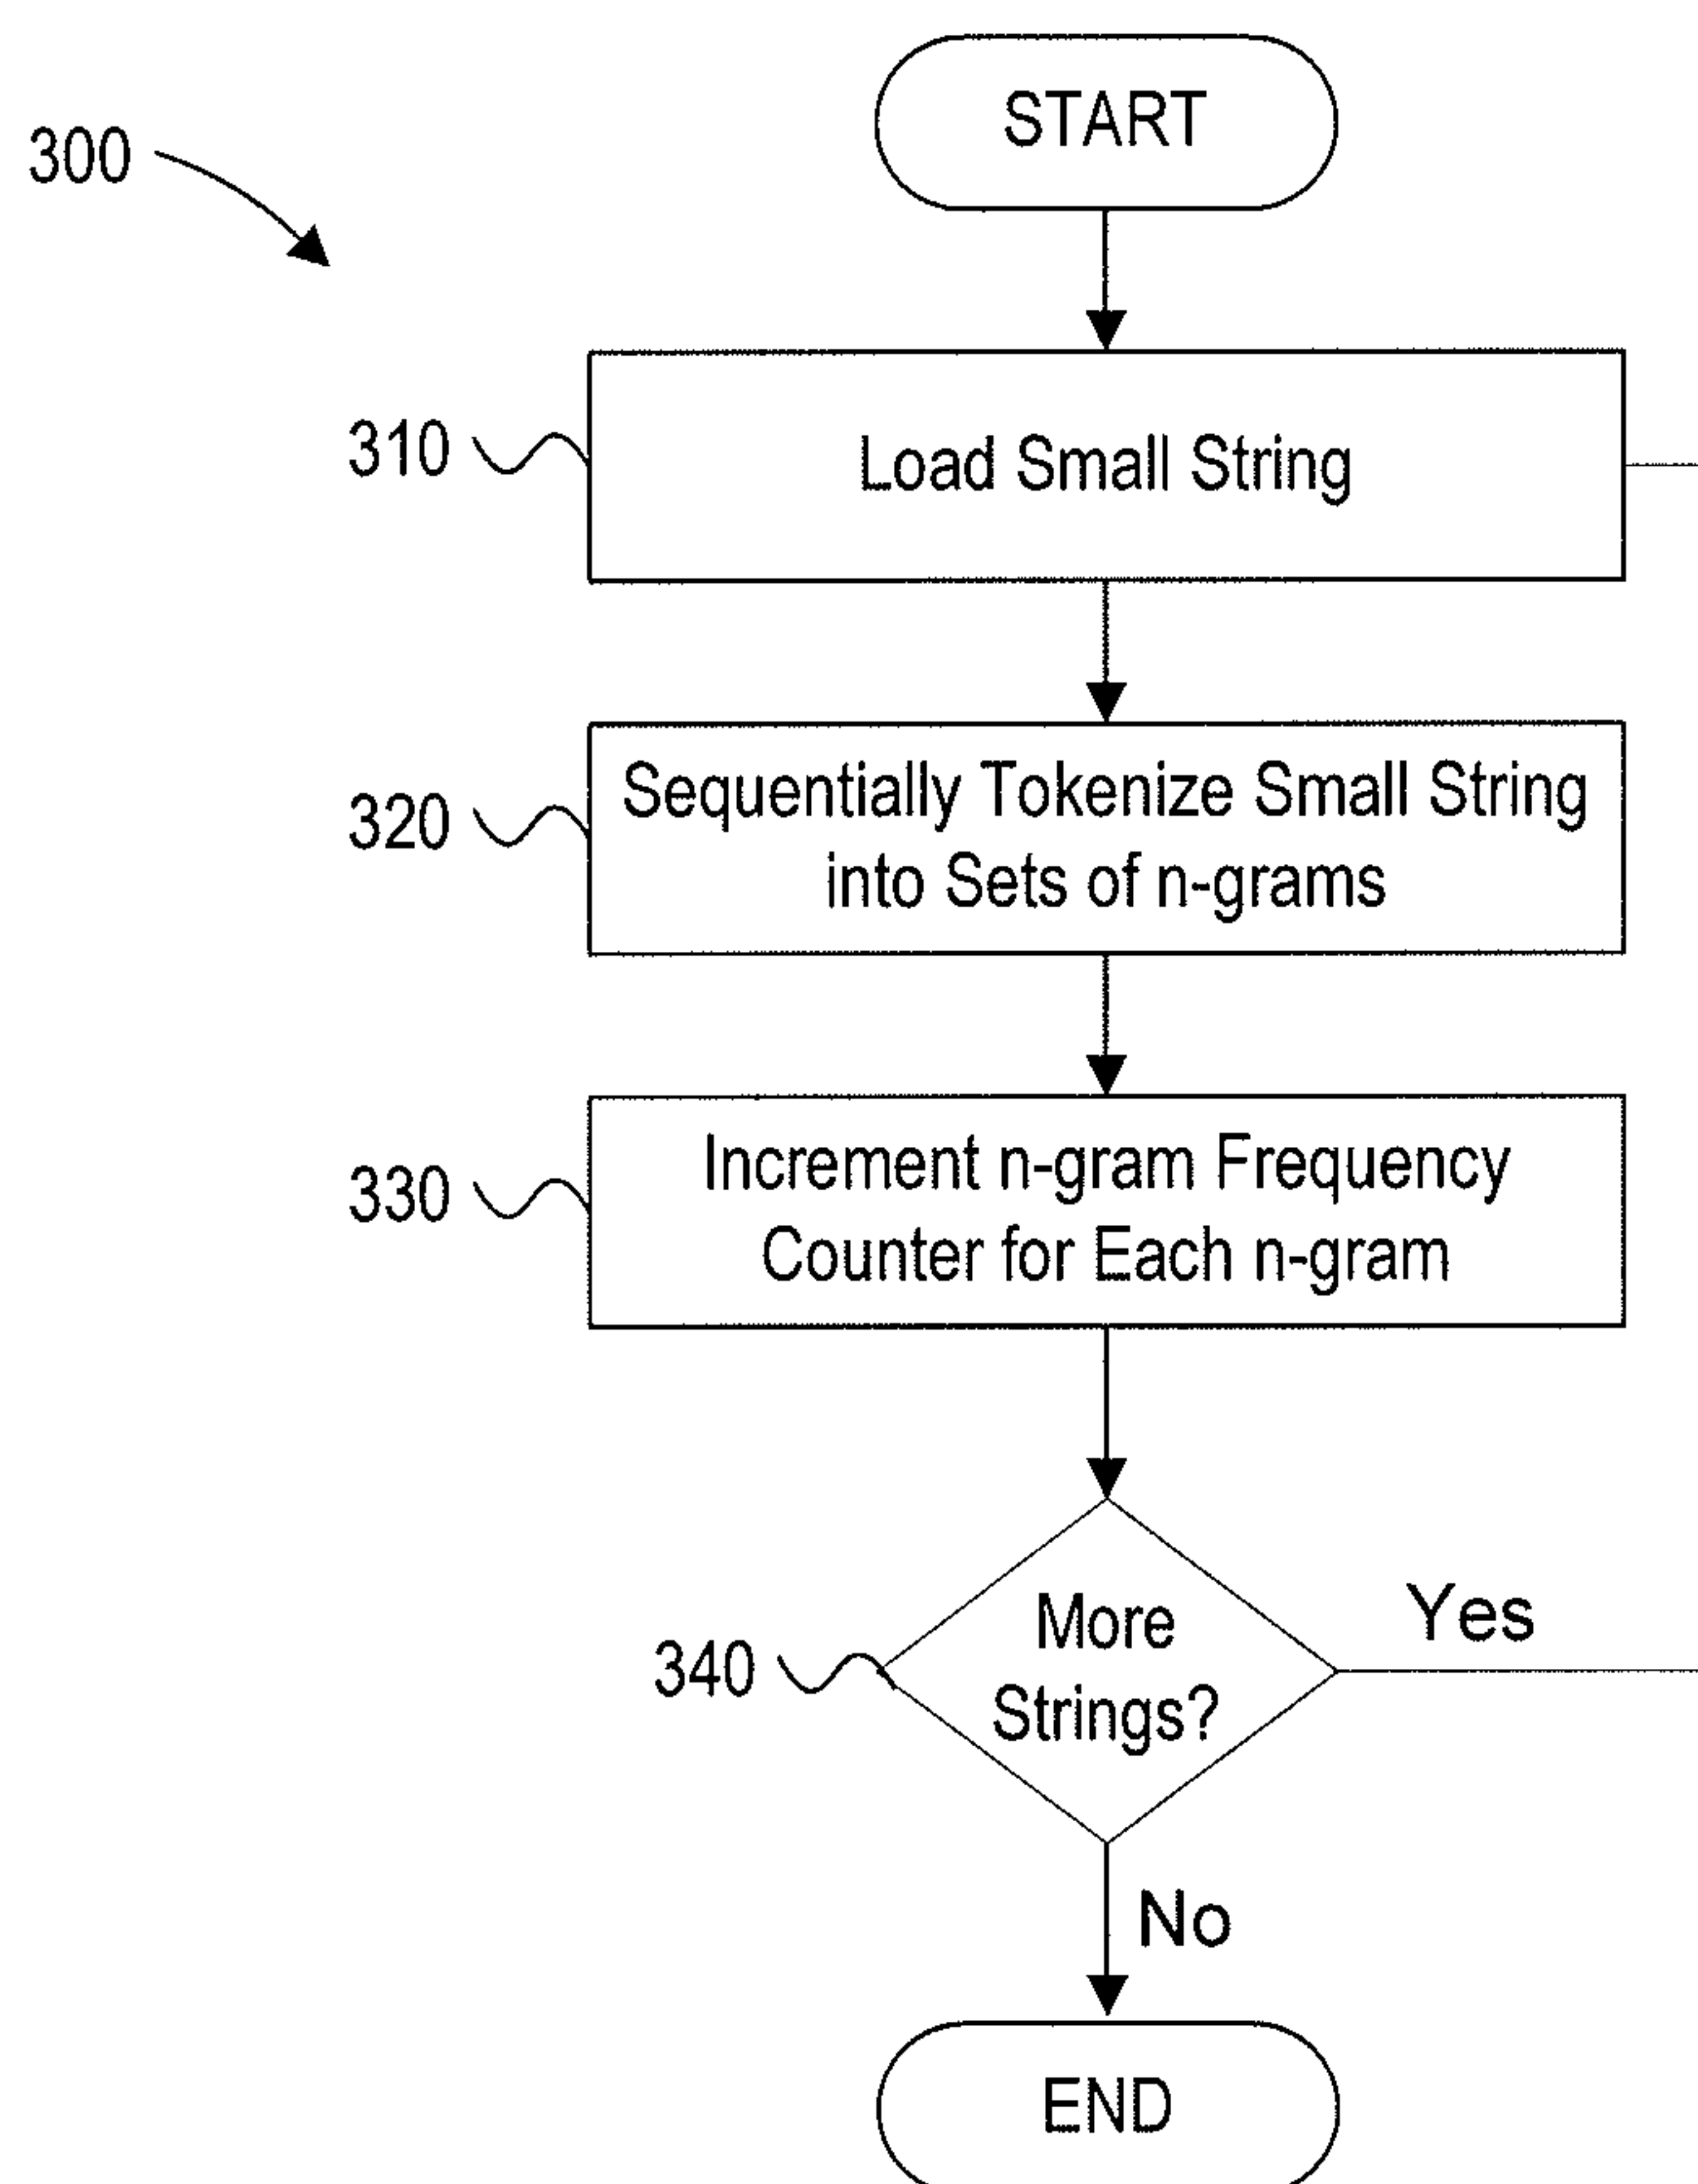 START
300
310
Load Small String
320
Sequentially Tokenize Small String
into Sets of n-grams
330
Increment n-gram Frequency
Counter for Each n-gram
340
More
Strings?
Yes
No
END